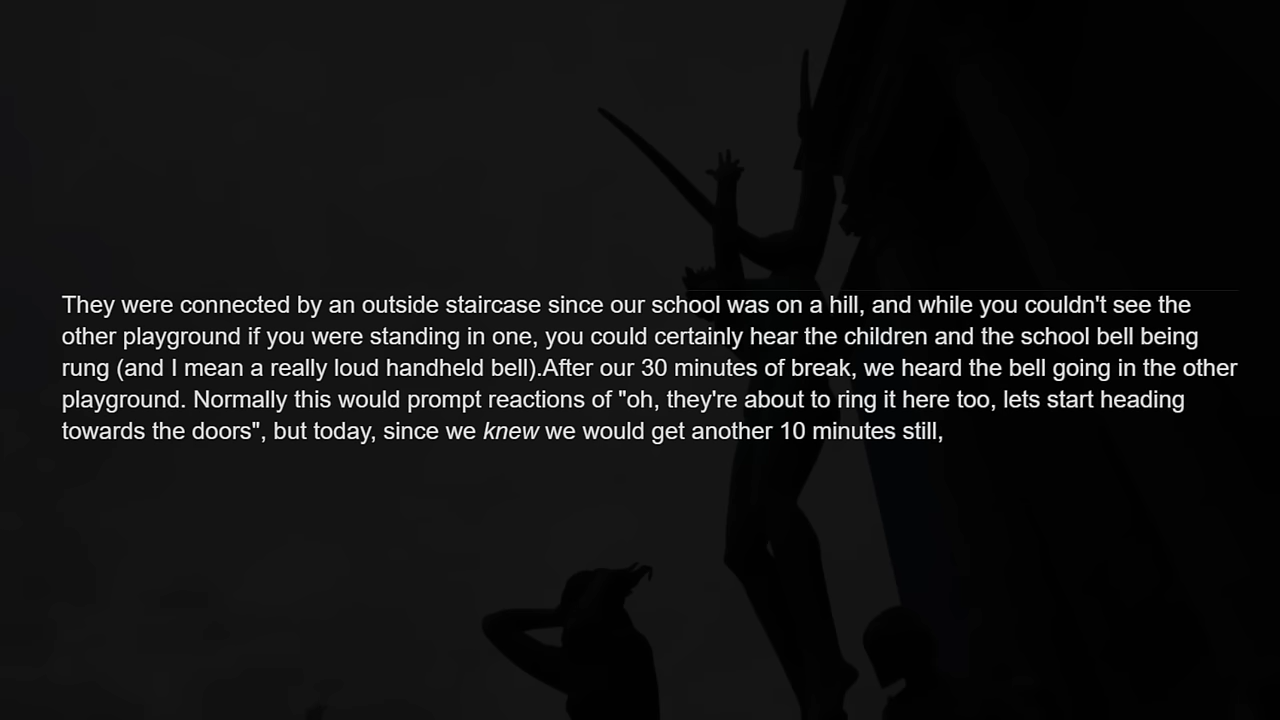 They were connected by an outside staircase since our school was on a hill, and while you couldn't see the
other playground if you were standing in one, you could certainly hear the children and the school bell being
rung (and I mean a really loud handheld bell).After our 30 minutes of break, we heard the bell going in the other
playground. Normally this would prompt reactions of "oh, they're about to ring it here too, lets start heading
towards the doors", but today, since we knew we would get another 10 minutes still,